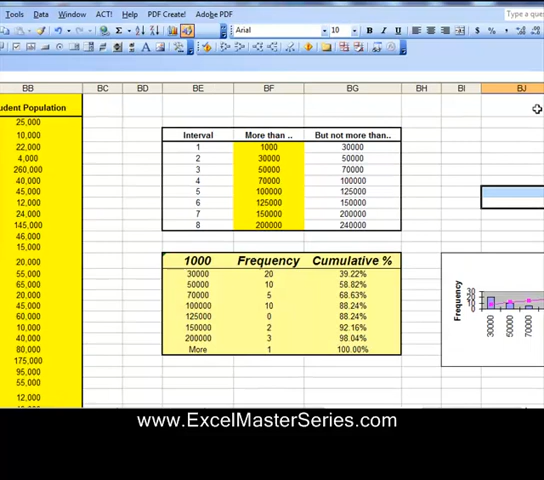 Tools Data Window ACT! Help PDF Create! Adobe PDF Type a que
Arial 10 B I U $ % ,
BB BC BD BE BF BG BH BI BJ
udent Population
25,000
10,000
22,000
4,000
260,000
40,000
45,000
12,000
24,000
145,000
46,000
15,000
20,000
55,000
65,000
20,000
45,000
60,000
10,000
40,000
80,000
175,000
95,000
55,000
12,000
Interval More than .. But not more than..
1 1000 30000
2 30000 50000
3 50000 70000
4 70000 100000
5 100000 125000
6 125000 150000
7 150000 200000
8 200000 240000
1000 Frequency Cumulative %
30000 20 39.22%
50000 10 58.82%
70000 5 68.63%
100000 10 88.24%
125000 0 88.24%
150000 2 92.16%
200000 3 98.04%
More 1 100.00%
Frequency
30
20
10
0
30000
50000
70000
www.ExcelMasterSeries.com